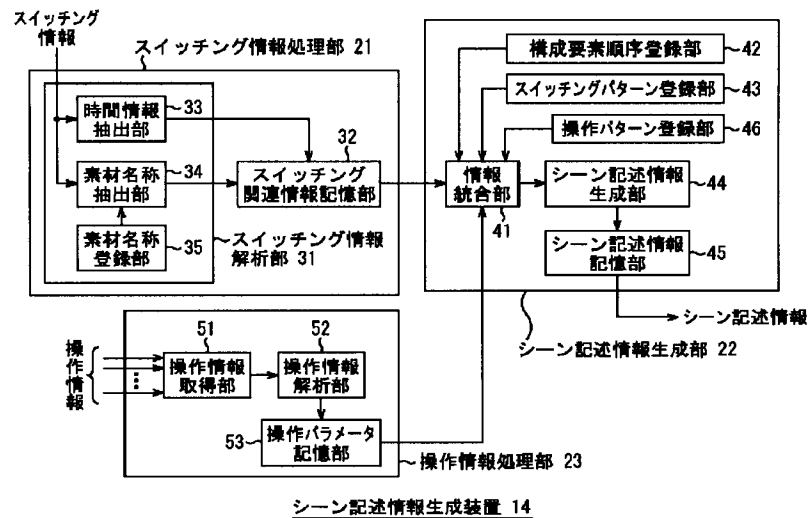 スイッチング
情報
スイッチング情報処理部 21
時間情報
抽出部
33
素材名称
抽出部
34
素材名称
登録部
35
スイッチング情報
解析部 31
32
スイッチング
関連情報記憶部
構成要素順序登録部
42
スイッチングパターン登録部
43
操作パターン登録部
46
情報
統合部
41
シーン記述情報
生成部
44
シーン記述情報
記憶部
45
シーン記述情報
シーン記述情報生成部 22
操作情報
51
操作情報
取得部
52
操作情報
解析部
53
操作パラメータ
記憶部
操作情報処理部 23
シーン記述情報生成装置 14